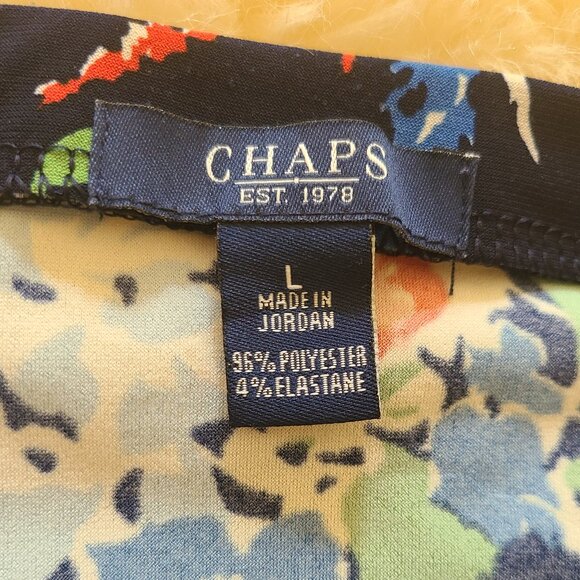 CHAPS
EST. 1978
L
MADE IN
JORDAN
96% POLYESTER
4% ELASTANE